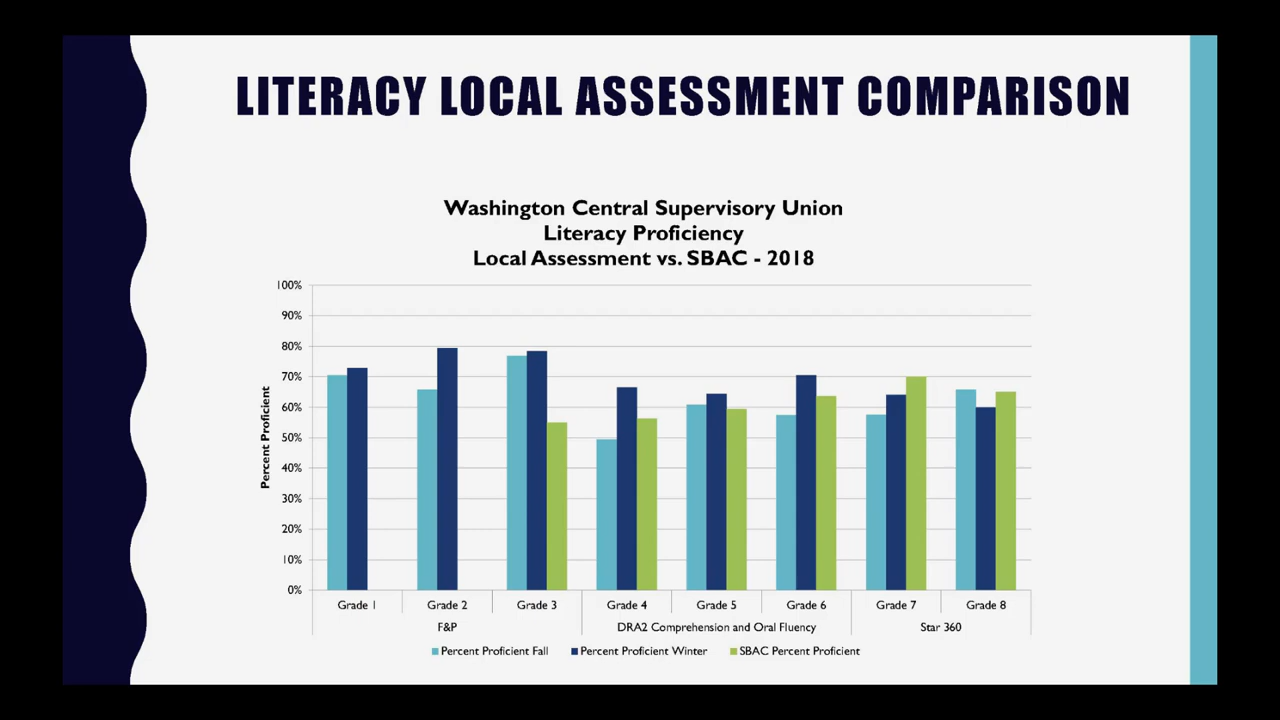 LITERACY LOCAL ASSESSMENT COMPARISON
Washington Central Supervisory Union
Literacy Proficiency
Local Assessment vs. SBAC - 2018
100%
90%
80%
70%
60%
50%
40%
30%
20%
10%
0%
Percent Proficient
Grade 1 Grade 2 Grade 3 Grade 4 Grade 5 Grade 6 Grade 7 Grade 8
F&P DRA2 Comprehension and Oral Fluency Star 360
Percent Proficient Fall Percent Proficient Winter SBAC Percent Proficient